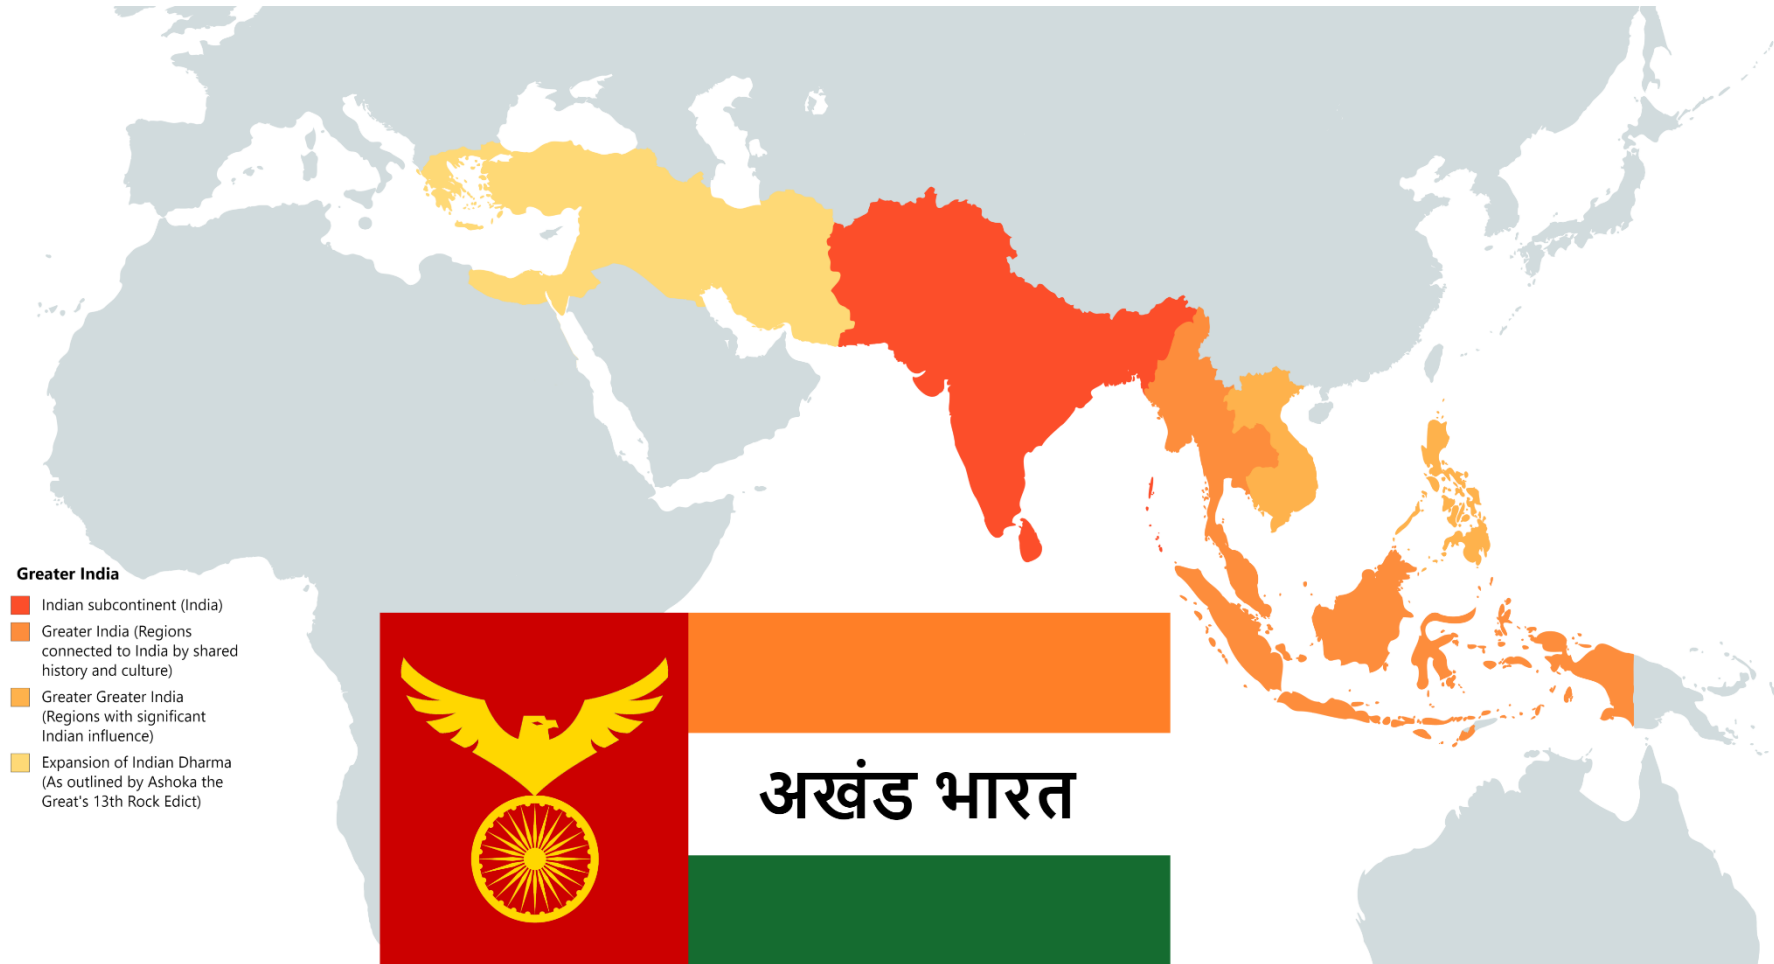 Greater India
Indian subcontinent (India)
Greater India (Regions
connected to India by shared
history and culture)
Greater Greater India
(Regions with significant
Indian influence)
Expansion of Indian Dharma
(As outlined by Ashoka the
Great's 13th Rock Edict)
अखंड भारत